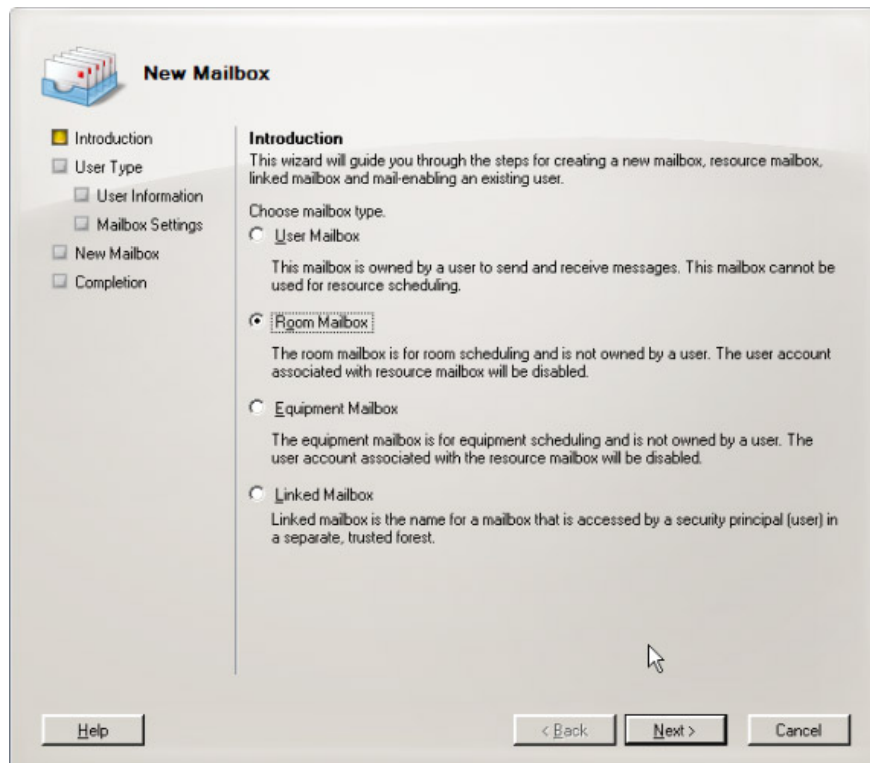 New Mailbox
Introduction
User Type
User Information
Mailbox Settings
New Mailbox
Completion
Introduction
This wizard will guide you through the steps for creating a new mailbox, resource mailbox,
linked mailbox and mail-enabling an existing user.
Choose mailbox type.
User Mailbox
This mailbox is owned by a user to send and receive messages. This mailbox cannot be
used for resource scheduling.
Room Mailbox
The room mailbox is for room scheduling and is not owned by a user. The user account
associated with resource mailbox will be disabled.
Equipment Mailbox
The equipment mailbox is for equipment scheduling and is not owned by a user. The
user account associated with the resource mailbox will be disabled.
Linked Mailbox
Linked mailbox is the name for a mailbox that is accessed by a security principal (user) in
a separate, trusted forest.
Help
< Back
Next >
Cancel